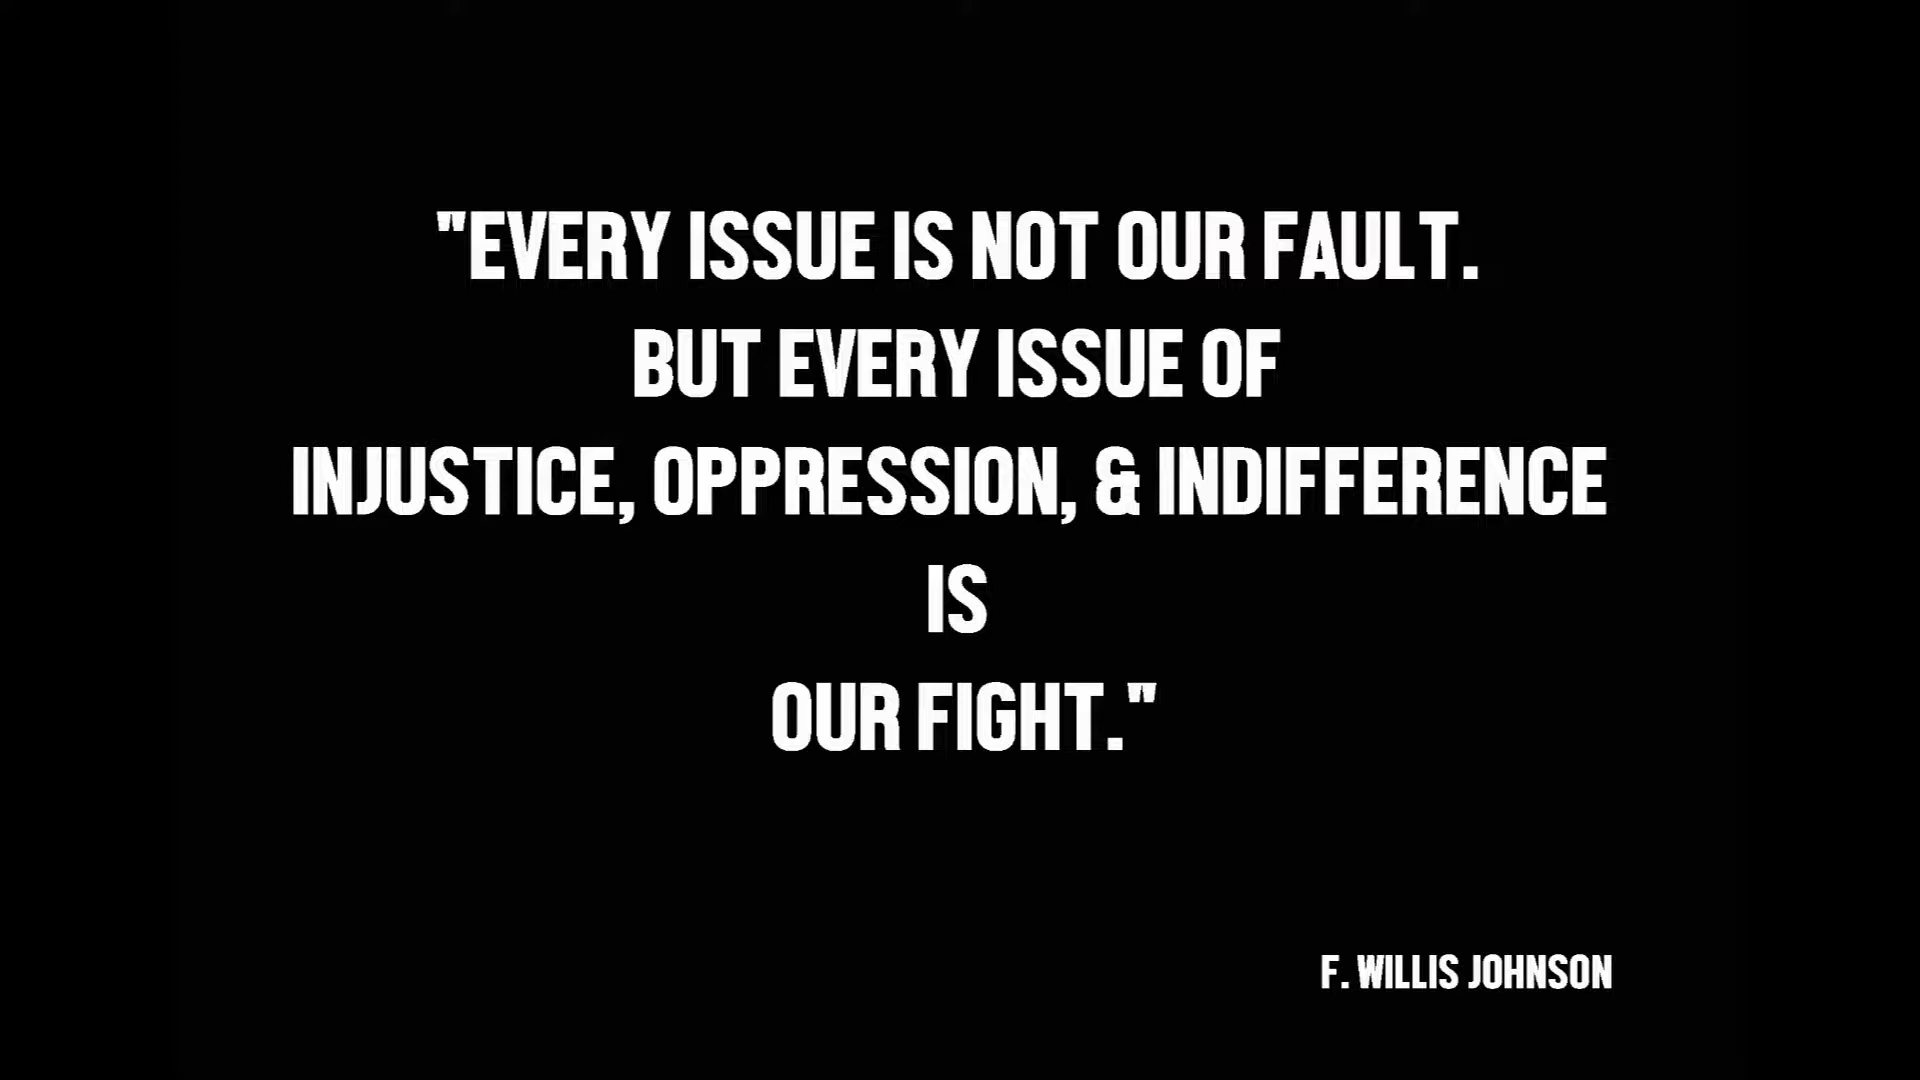 "EVERY ISSUE IS NOT OUR FAULT.
BUT EVERY ISSUE OF
INJUSTICE, OPPRESSION, & INDIFFERENCE
IS
OUR FIGHT."
F. WILLIS JOHNSON